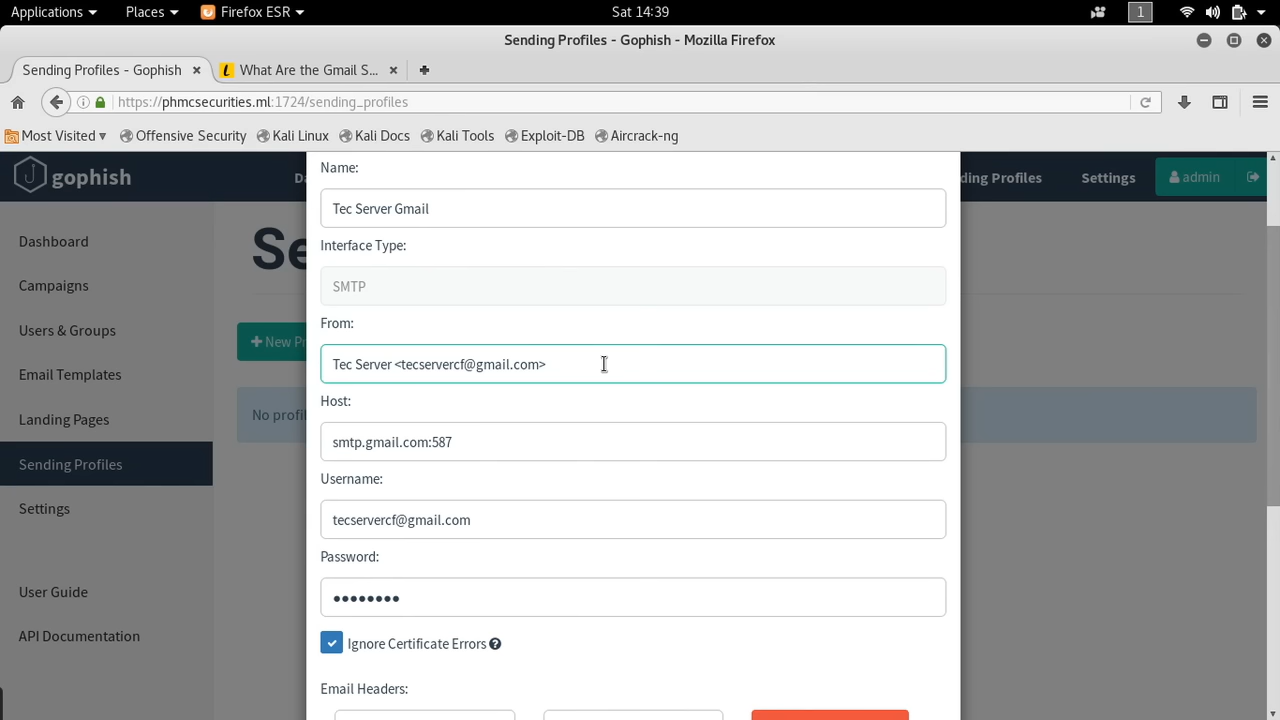 Applications ▾ Places ▾ Firefox ESR ▾ Sat 14:39 1
Sending Profiles - Gophish - Mozilla Firefox
Sending Profiles - Gophish × What Are the Gmail S... ×
https://phmcsecurities.ml:1724/sending_profiles
Most Visited ▾ Offensive Security Kali Linux Kali Docs Kali Tools Exploit-DB Aircrack-ng
gophish Da ding Profiles Settings admin
Dashboard
Campaigns
Users & Groups
Email Templates
Landing Pages
Sending Profiles
Settings
User Guide
API Documentation
Se
+ New Pr
No profil
Name:
Tec Server Gmail
Interface Type:
SMTP
From:
Tec Server <tecservercf@gmail.com>
Host:
smtp.gmail.com:587
Username:
tecservercf@gmail.com
Password:
••••••••
Ignore Certificate Errors
Email Headers: